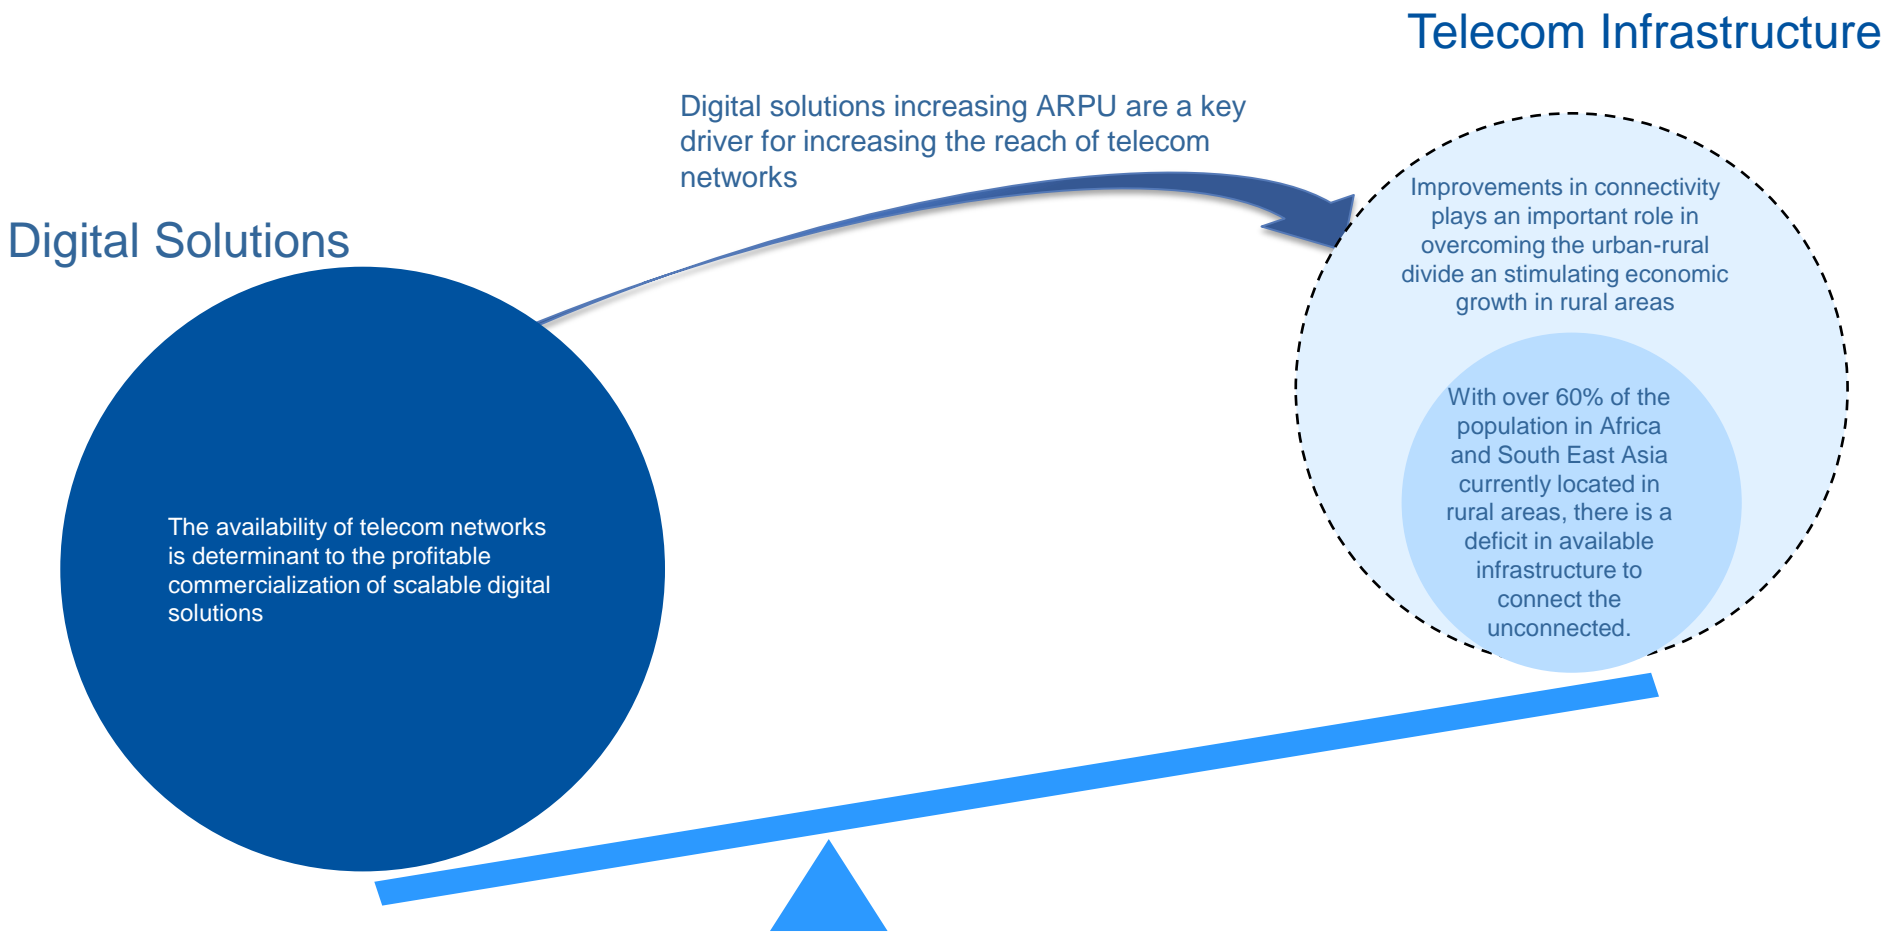 Telecom Infrastructure
Digital solutions increasing ARPU are a key
driver for increasing the reach of telecom
networks
Improvements in connectivity
plays an important role in
overcoming the urban-rural
divide an stimulating economic
growth in rural areas
Digital Solutions
With over 60% of the
population in Africa
and South East Asia
currently located in
rural areas, there is a
deficit in available
infrastructure to
connect the
unconnected.
The availability of telecom networks
is determinant to the profitable
commercialization of scalable digital
solutions